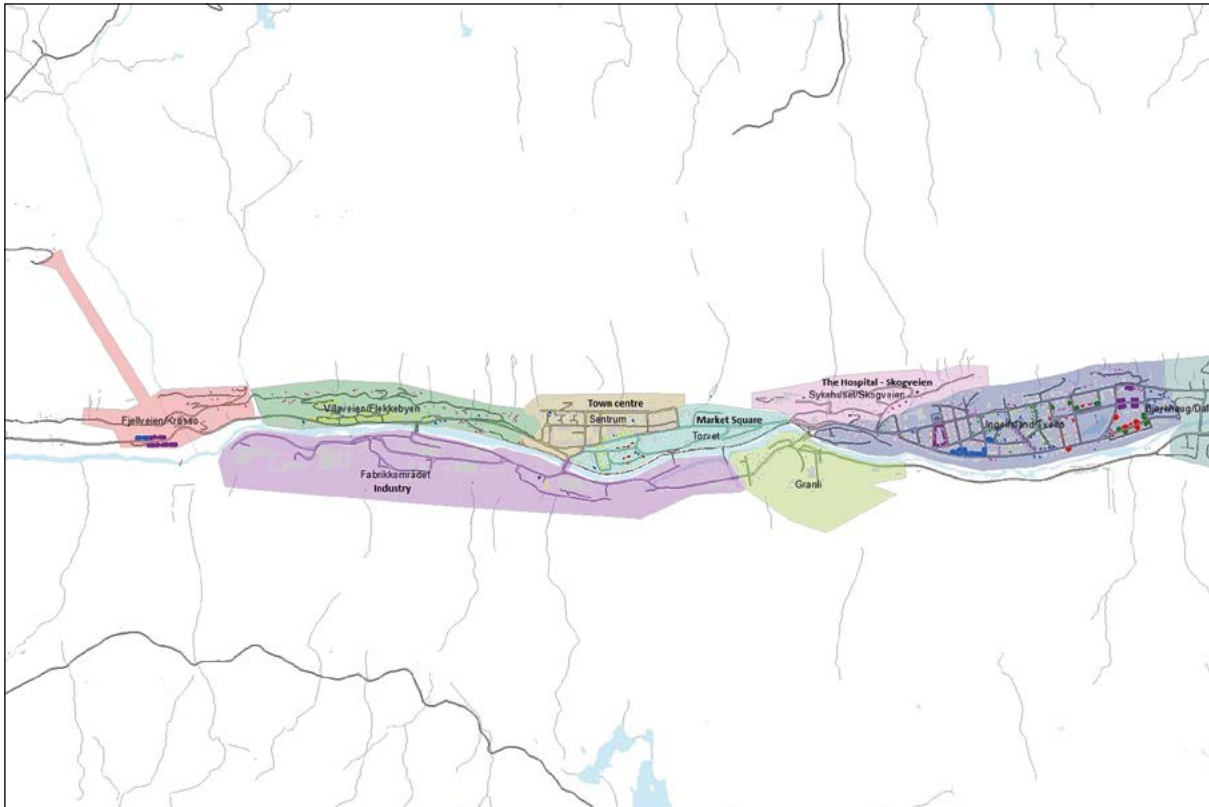 The Hospital - Skogveien
Sykehuset/Skogveien
Town centre
Fjellveien/Krosso
Villaveien/Flekkebyen
Sentrum
Market Square
Torvet
Fabrikkområdet
Industry
Granli